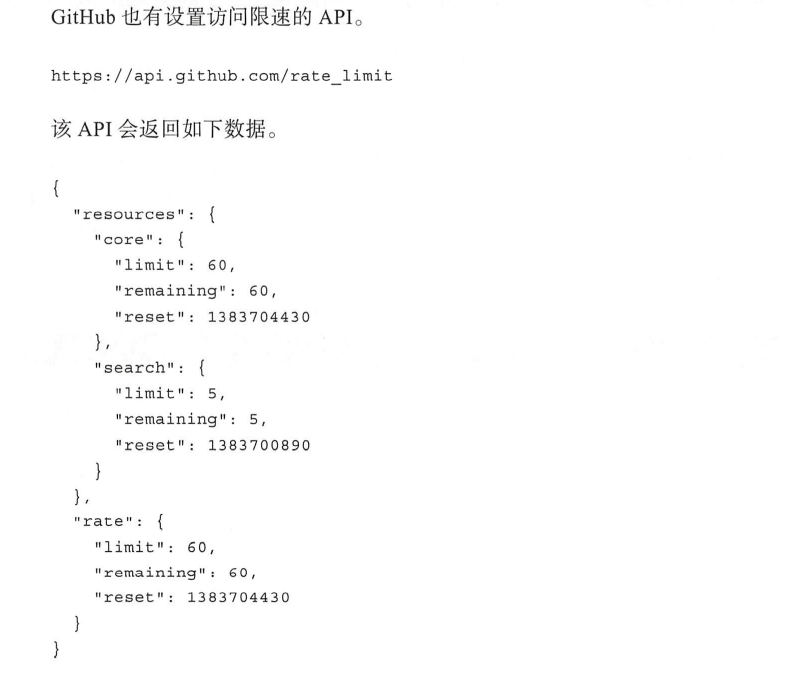 GitHub 也有设置访问限速的 API。
https://api.github.com/rate_limit
该 API 会返回如下数据。
{
  "resources": {
    "core": {
      "limit": 60,
      "remaining": 60,
      "reset": 1383704430
    },
    "search": {
      "limit": 5,
      "remaining": 5,
      "reset": 1383700890
    }
  },
  "rate": {
    "limit": 60,
    "remaining": 60,
    "reset": 1383704430
  }
}